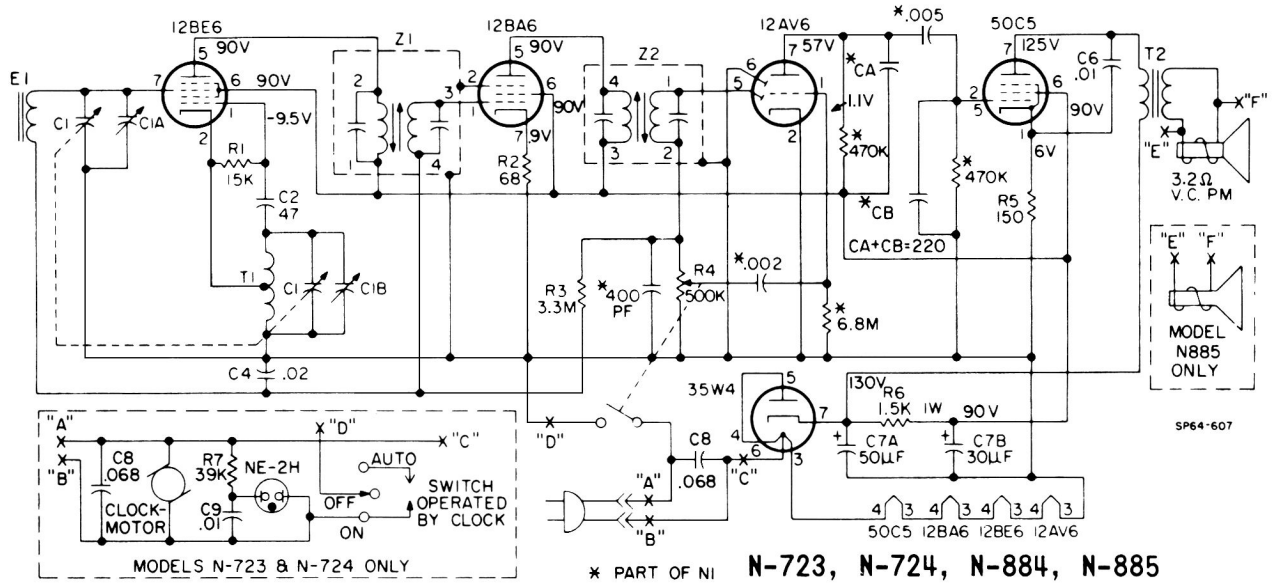 12BE6
12BA6
12AV6
50C5
E1
C1
C1A
7
5
90V
6
90V
1
-9.5V
2
R1
15K
C2
47
T1
C1
C1B
C4
.02
Z1
2
1
3
4
5
90V
2
1
6
90V
7
.9V
R2
68
Z2
4
3
1
2
R3
3.3M
*400
PF
R4
500K
*.002
7
57V
6
5
1
1.1V
2
*
6.8M
*CA
*
470K
*.005
*CB
CA+CB=220
*
470K
5
125V
2
5
6
90V
1
6V
R5
150
C6
.01
T2
"F"
"E"
3.2Ω
V.C. PM
"E" "F"
MODEL
N885
ONLY
SP64-607
35W4
5
7
4
6
3
130V
R6
1.5K 1W
90V
+
C7A
50µF
+
C7B
30µF
4 3 4 3 4 3 4 3
50C5 12BA6 12BE6 12AV6
"D"
C8
.068
"C"
"A"
"B"
"A"
"B"
C8
.068
CLOCK-
MOTOR
R7
39K
C9
.01
NE-2H
"D"
"C"
AUTO
OFF
ON
SWITCH
OPERATED
BY CLOCK
MODELS N-723 & N-724 ONLY
* PART OF N1
N-723, N-724, N-884, N-885